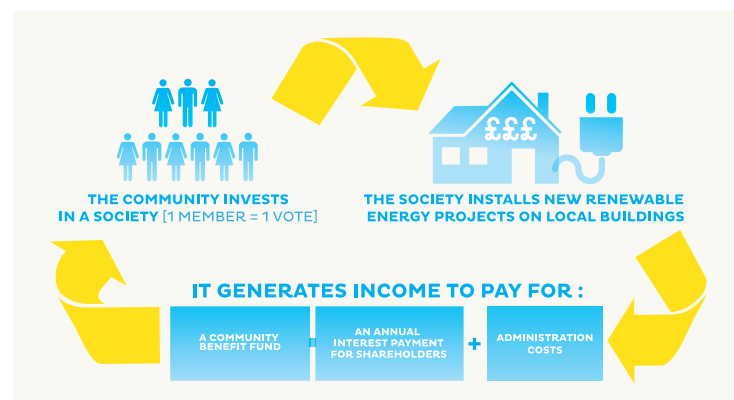 £££
THE COMMUNITY INVESTS
IN A SOCIETY [1 MEMBER = 1 VOTE]
THE SOCIETY INSTALLS NEW RENEWABLE
ENERGY PROJECTS ON LOCAL BUILDINGS
IT GENERATES INCOME TO PAY FOR :
A COMMUNITY
BENEFIT FUND
AN ANNUAL
INTEREST PAYMENT
FOR SHAREHOLDERS
+
ADMINISTRATION
COSTS